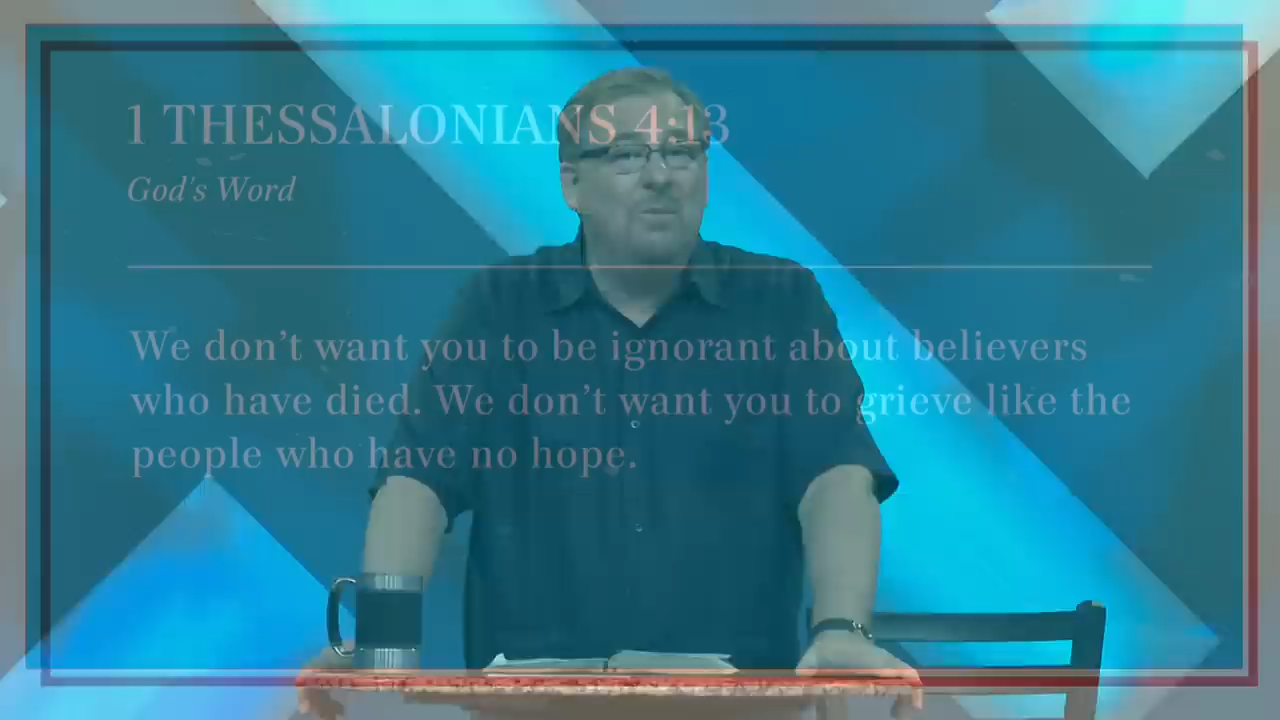 1 THESSALONIANS 4:13
God's Word
We don’t want you to be ignorant about believers
who have died. We don’t want you to grieve like the
people who have no hope.